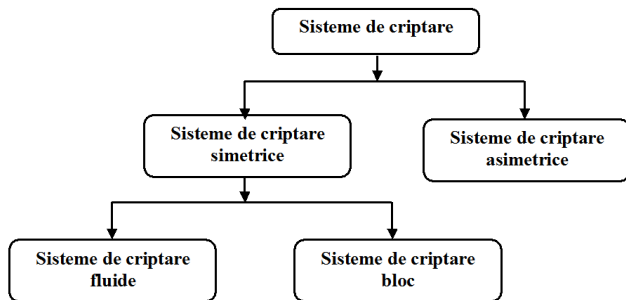 Sisteme de criptare
Sisteme de criptare
simetrice
Sisteme de criptare
asimetrice
Sisteme de criptare
fluide
Sisteme de criptare
bloc